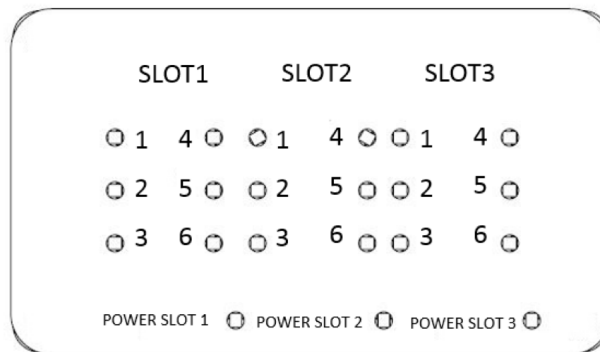 SLOT1 SLOT2 SLOT3
1 4 1 4 1 4
2 5 2 5 2 5
3 6 3 6 3 6
POWER SLOT 1 POWER SLOT 2 POWER SLOT 3